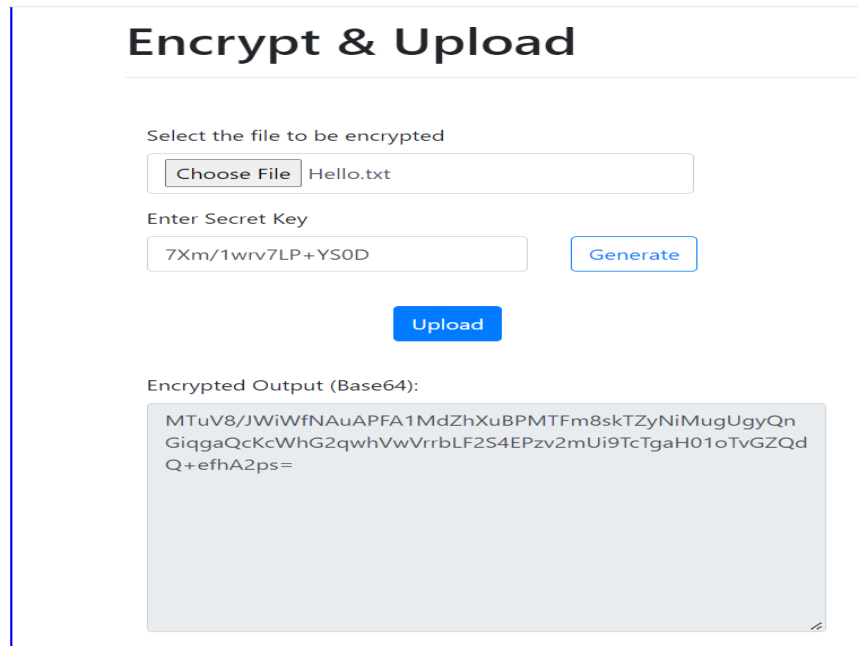 Encrypt & Upload
Select the file to be encrypted
Choose File Hello.txt
Enter Secret Key
7Xm/1wrv7LP+YS0D Generate
Upload
Encrypted Output (Base64):
MTuV8/JWiWfNAuAPFA1MdZhXuBPMTFm8skTZyNiMugUgyQn
GiqgaQcKcWhG2qwhVwVrrbLF2S4EPzv2mUi9TcTgaH01oTvGZQd
Q+efhA2ps=